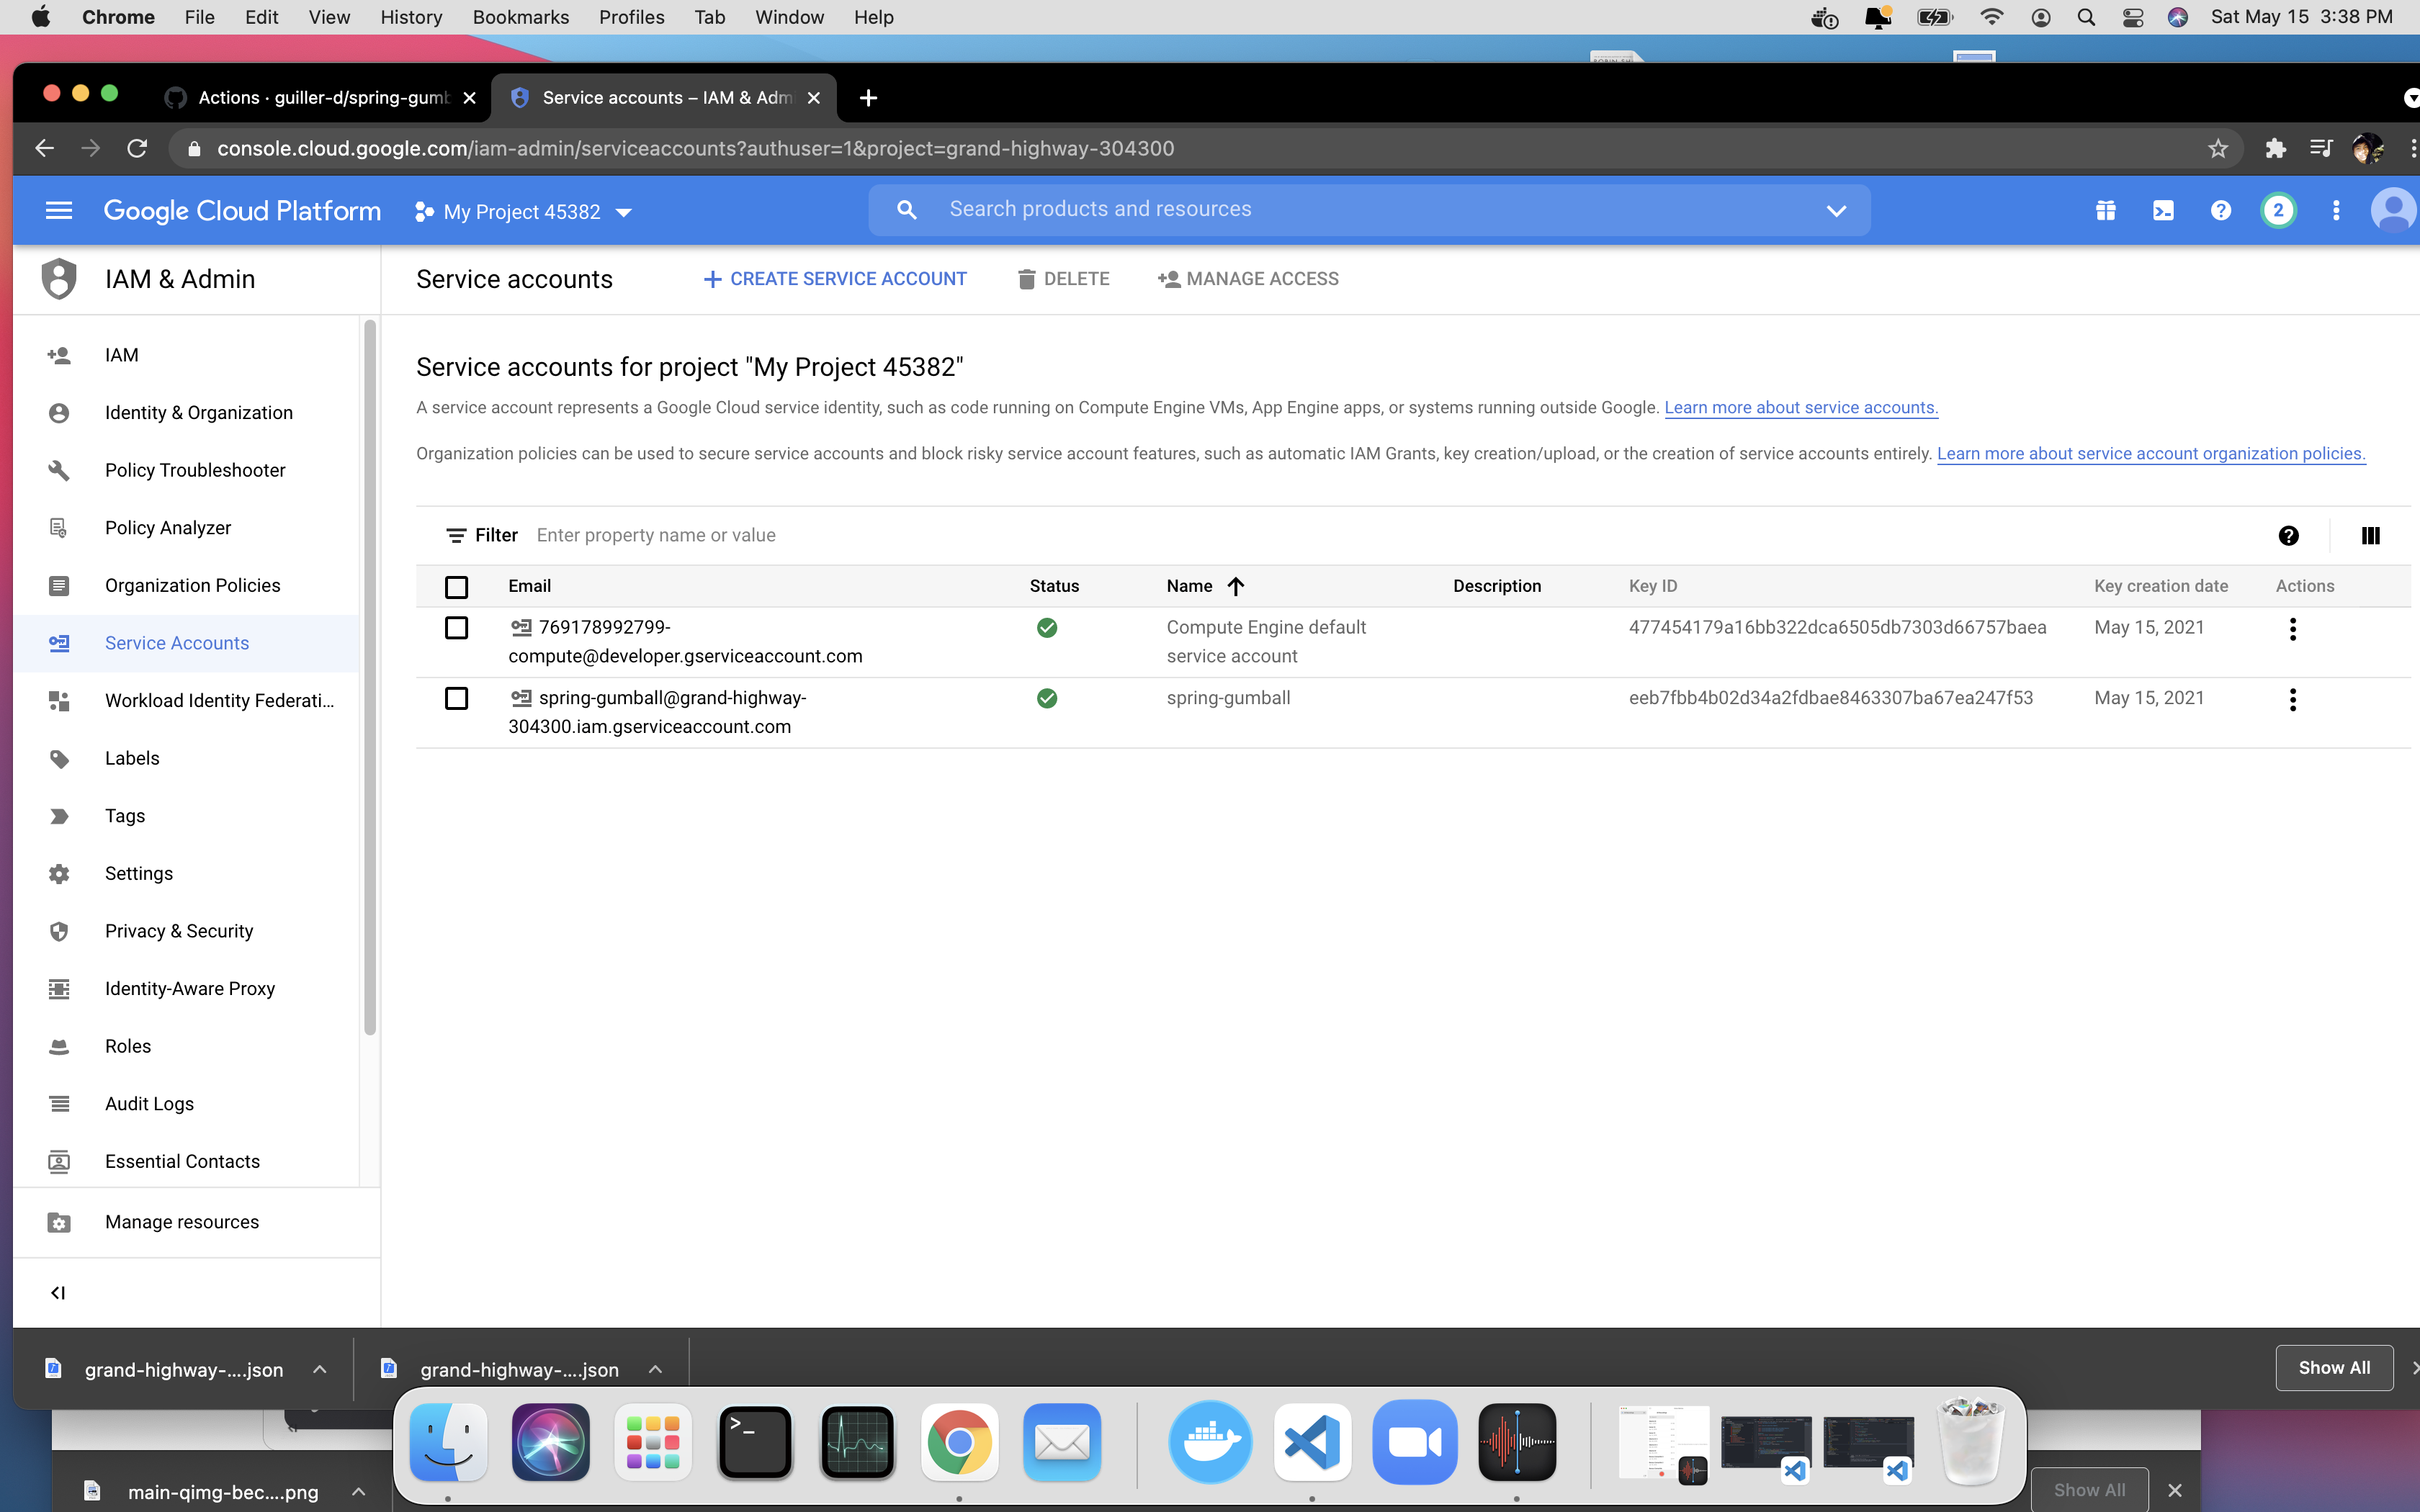 Chrome File Edit View History Bookmarks Profiles Tab Window Help Sat May 15 3:38 PM
Actions · guiller-d/spring-gumb Service accounts – IAM & Adm
console.cloud.google.com/iam-admin/serviceaccounts?authuser=1&project=grand-highway-304300
Google Cloud Platform My Project 45382 Search products and resources 2
IAM & Admin
Service accounts CREATE SERVICE ACCOUNT DELETE MANAGE ACCESS
IAM
Identity & Organization
Policy Troubleshooter
Policy Analyzer
Organization Policies
Service Accounts
Workload Identity Federati...
Labels
Tags
Settings
Privacy & Security
Identity-Aware Proxy
Roles
Audit Logs
Essential Contacts
Manage resources
Service accounts for project "My Project 45382"
A service account represents a Google Cloud service identity, such as code running on Compute Engine VMs, App Engine apps, or systems running outside Google. Learn more about service accounts.
Organization policies can be used to secure service accounts and block risky service account features, such as automatic IAM Grants, key creation/upload, or the creation of service accounts entirely. Learn more about service account organization policies.
Filter Enter property name or value
Email Status Name Description Key ID Key creation date Actions
769178992799- Compute Engine default 477454179a16bb322dca6505db7303d66757baea May 15, 2021
compute@developer.gserviceaccount.com service account
spring-gumball@grand-highway- spring-gumball eeb7fbb4b02d34a2fdbae8463307ba67ea247f53 May 15, 2021
304300.iam.gserviceaccount.com
grand-highway-....json grand-highway-....json Show All
main-qimg-bec....png Show All